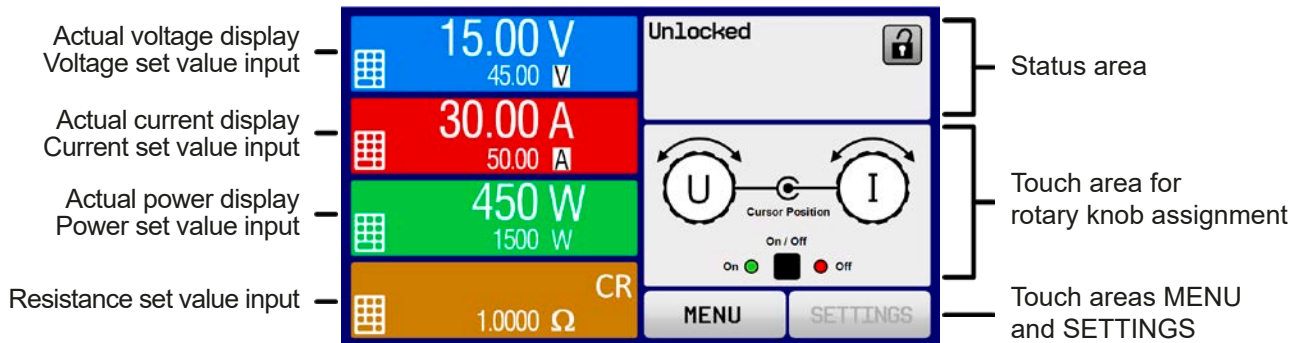 Actual voltage display
Voltage set value input
Actual current display
Current set value input
Actual power display
Power set value input
Resistance set value input
15.00 V
45.00 V
30.00 A
50.00 A
450 W
1500 W
CR
1.0000 Ω
Unlocked
U
I
Cursor Position
On / Off
On
Off
MENU
SETTINGS
Status area
Touch area for
rotary knob assignment
Touch areas MENU
and SETTINGS